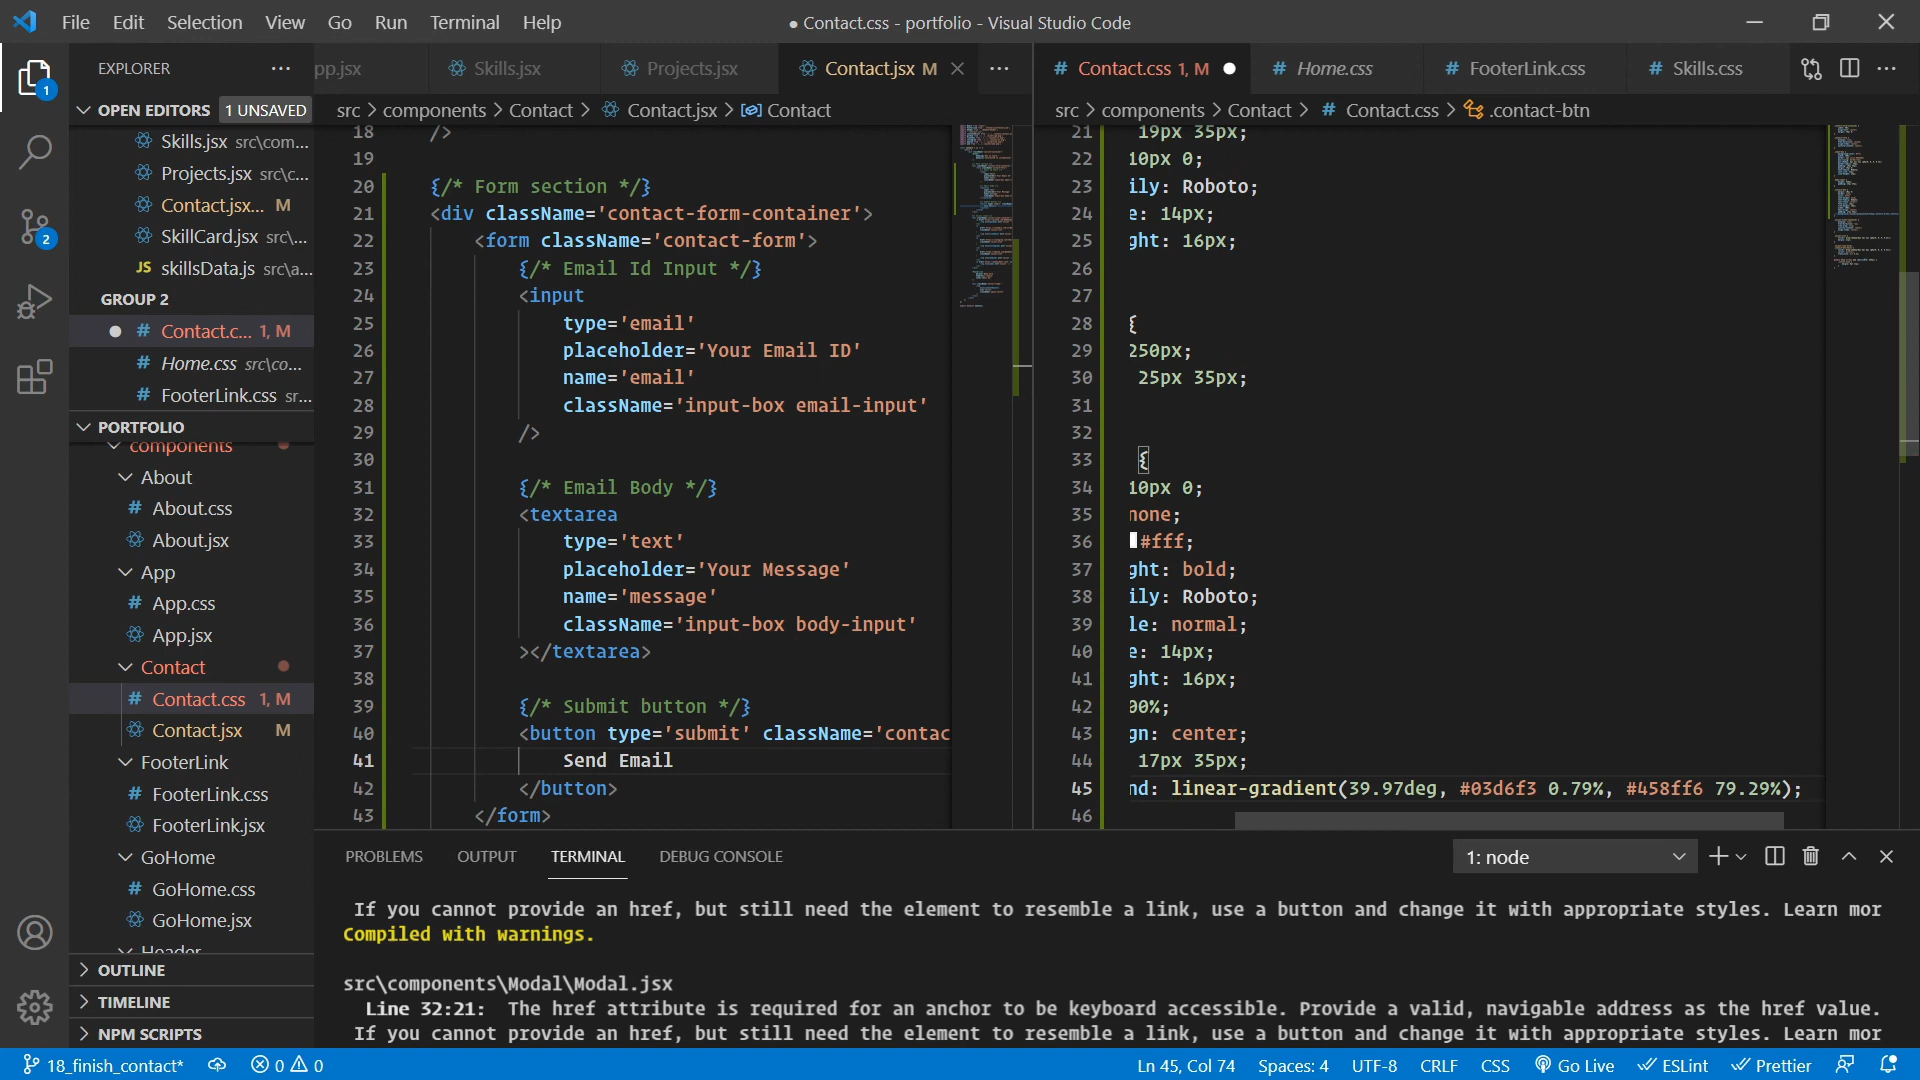 File Edit Selection View Go Run Terminal Help
● Contact.css - portfolio - Visual Studio Code
EXPLORER ...
OPEN EDITORS 1 UNSAVED
Skills.jsx src\com...
Projects.jsx src\c...
Contact.jsx... M
SkillCard.jsx src\...
JS skillsData.js src\a...
GROUP 2
# Contact.c... 1, M
# Home.css src\co...
# FooterLink.css sr...
PORTFOLIO
components
About
# About.css
About.jsx
App
# App.css
App.jsx
Contact
# Contact.css 1, M
Contact.jsx M
FooterLink
# FooterLink.css
FooterLink.jsx
GoHome
# GoHome.css
GoHome.jsx
Header
OUTLINE
TIMELINE
NPM SCRIPTS
1
2
pp.jsx Skills.jsx Projects.jsx Contact.jsx M ...
src > components > Contact > Contact.jsx > Contact
18 />
19
20 {/* Form section */}
21 <div className='contact-form-container'>
22 <form className='contact-form'>
23 {/* Email Id Input */}
24 <input
25 type='email'
26 placeholder='Your Email ID'
27 name='email'
28 className='input-box email-input'
29 />
30
31 {/* Email Body */}
32 <textarea
33 type='text'
34 placeholder='Your Message'
35 name='message'
36 className='input-box body-input'
37 ></textarea>
38
39 {/* Submit button */}
40 <button type='submit' className='contac
41 Send Email
42 </button>
43 </form>
# Contact.css 1, M ● # Home.css # FooterLink.css # Skills.css ...
src > components > Contact > # Contact.css > .contact-btn
21 19px 35px;
22 10px 0;
23 ily: Roboto;
24 e: 14px;
25 ght: 16px;
26
27
28 {
29 250px;
30 25px 35px;
31
32
33 {
34 10px 0;
35 none;
36 #fff;
37 ght: bold;
38 ily: Roboto;
39 le: normal;
40 e: 14px;
41 ght: 16px;
42 00%;
43 gn: center;
44 17px 35px;
45 nd: linear-gradient(39.97deg, #03d6f3 0.79%, #458ff6 79.29%);
46
PROBLEMS OUTPUT TERMINAL DEBUG CONSOLE 1: node
If you cannot provide an href, but still need the element to resemble a link, use a button and change it with appropriate styles. Learn mor
Compiled with warnings.
src\components\Modal\Modal.jsx
Line 32:21: The href attribute is required for an anchor to be keyboard accessible. Provide a valid, navigable address as the href value.
If you cannot provide an href, but still need the element to resemble a link, use a button and change it with appropriate styles. Learn mor
18_finish_contact* 0 0 Ln 45, Col 74 Spaces: 4 UTF-8 CRLF CSS Go Live ESLint Prettier